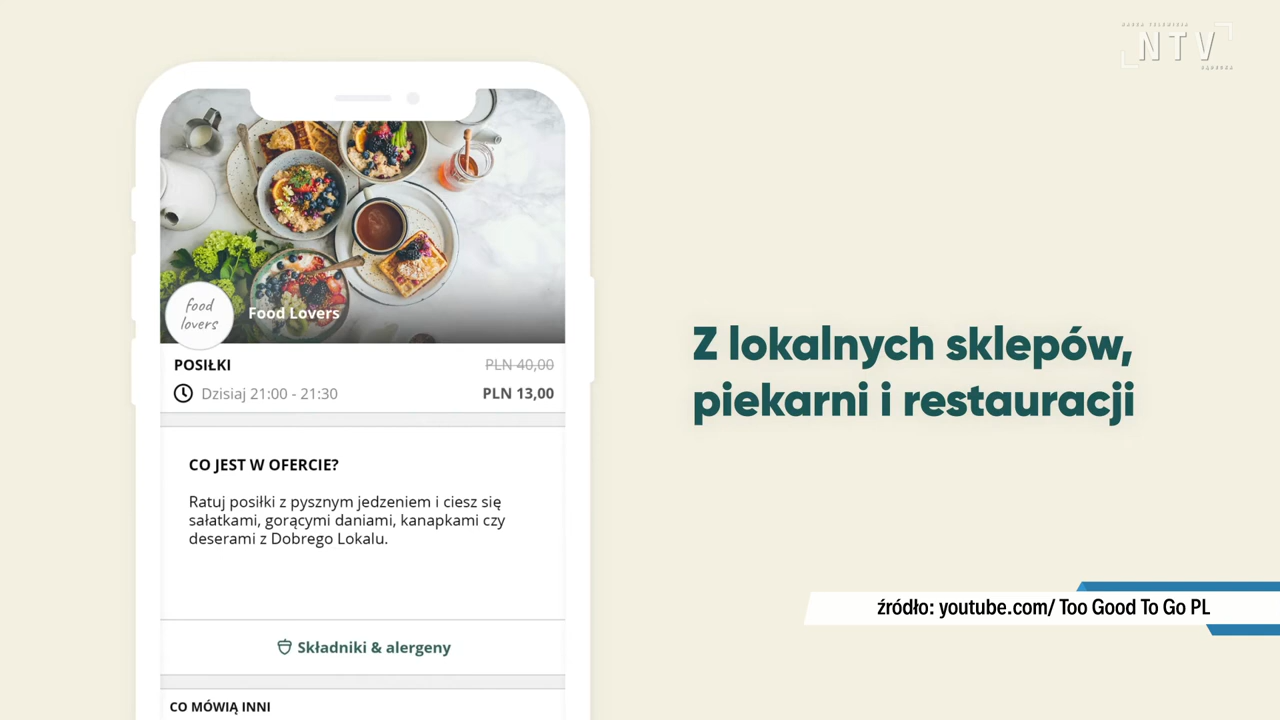 NASZA TELEWIZJA
NTV
food
lovers
Food Lovers
POSIŁKI
PLN 40,00
Dzisiaj 21:00 - 21:30
PLN 13,00
CO JEST W OFERCIE?
Ratuj posiłki z pysznym jedzeniem i ciesz się
sałatkami, gorącymi daniami, kanapkami czy
deserami z Dobrego Lokalu.
Składniki & alergeny
CO MÓWIĄ INNI
Z lokalnych sklepów,
piekarni i restauracji
źródło: youtube.com/ Too Good To Go PL